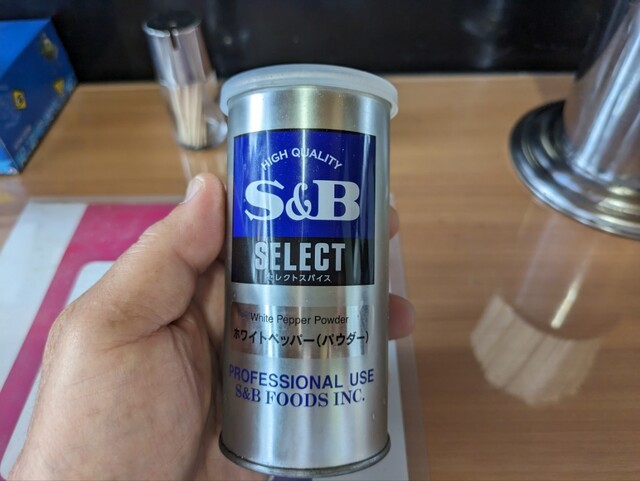 HIGH QUALITY
S&B
SELECT
セレクトスパイス
White Pepper Powder
ホワイトペッパー(パウダー)
PROFESSIONAL USE
S&B FOODS INC.